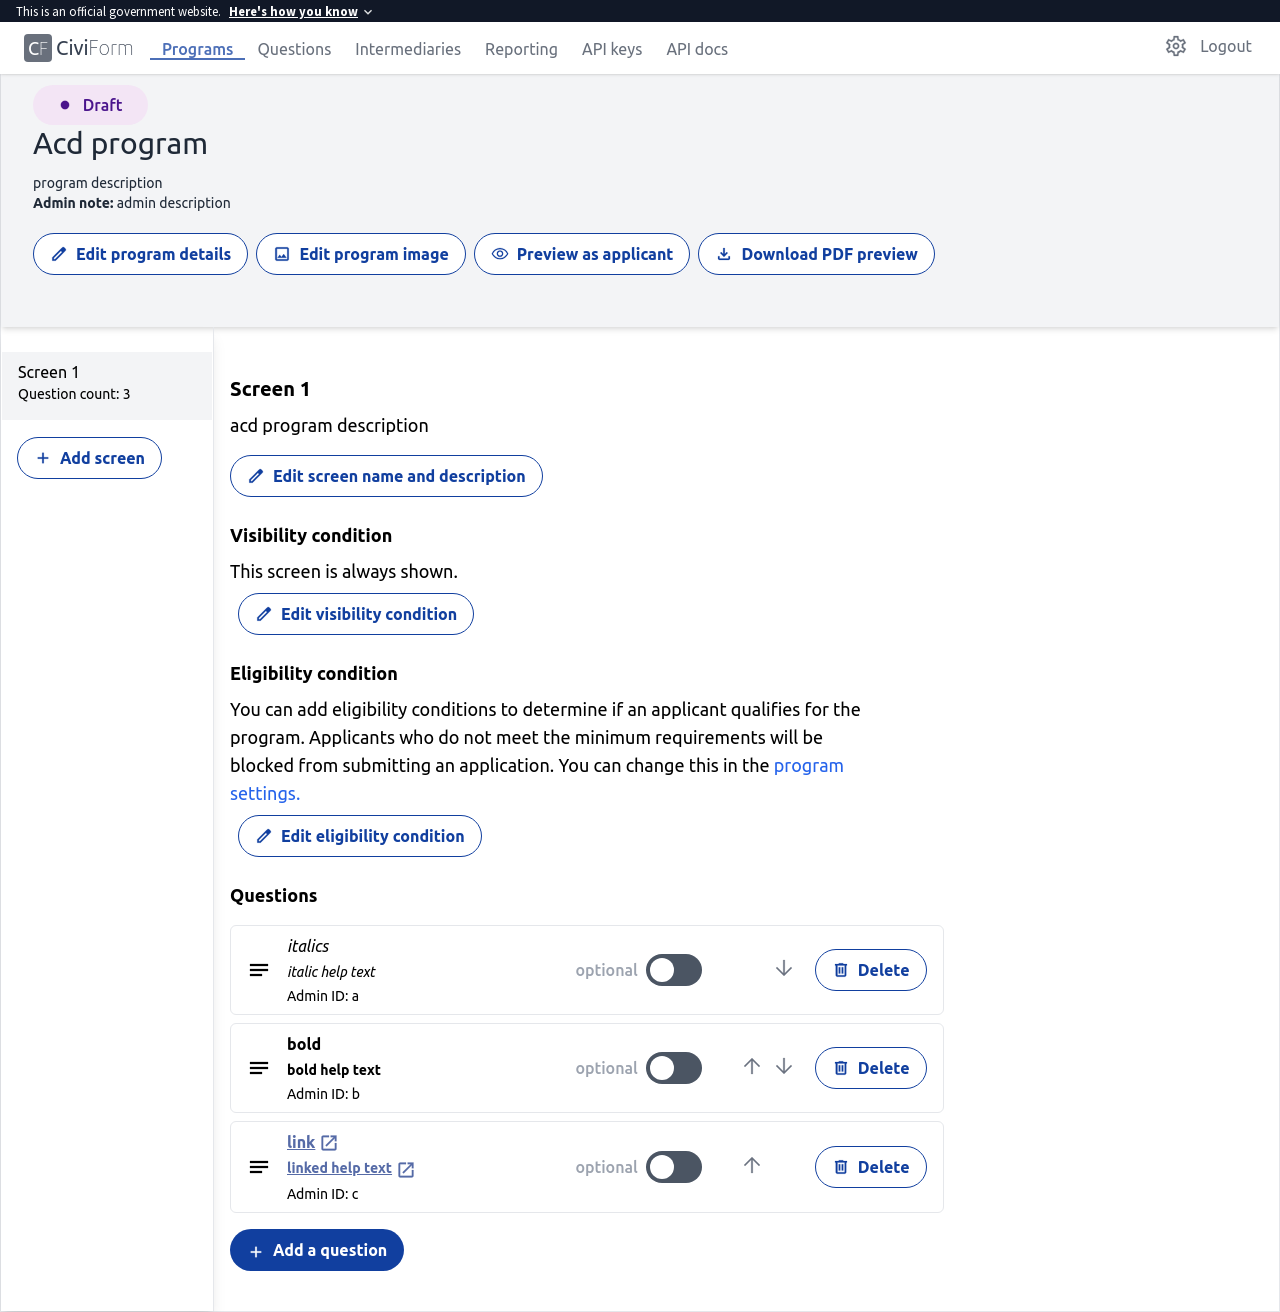 This is an official government website. Here's how you know
CF CiviForm Programs Questions Intermediaries Reporting API keys API docs Logout
Draft
Acd program
program description
Admin note: admin description
Edit program details Edit program image Preview as applicant Download PDF preview
Screen 1
Question count: 3
Add screen
Screen 1
acd program description
Edit screen name and description
Visibility condition
This screen is always shown.
Edit visibility condition
Eligibility condition
You can add eligibility conditions to determine if an applicant qualifies for the
program. Applicants who do not meet the minimum requirements will be
blocked from submitting an application. You can change this in the program
settings.
Edit eligibility condition
Questions
italics
italic help text
Admin ID: a
optional
Delete
bold
bold help text
Admin ID: b
optional
Delete
link
linked help text
Admin ID: c
optional
Delete
Add a question